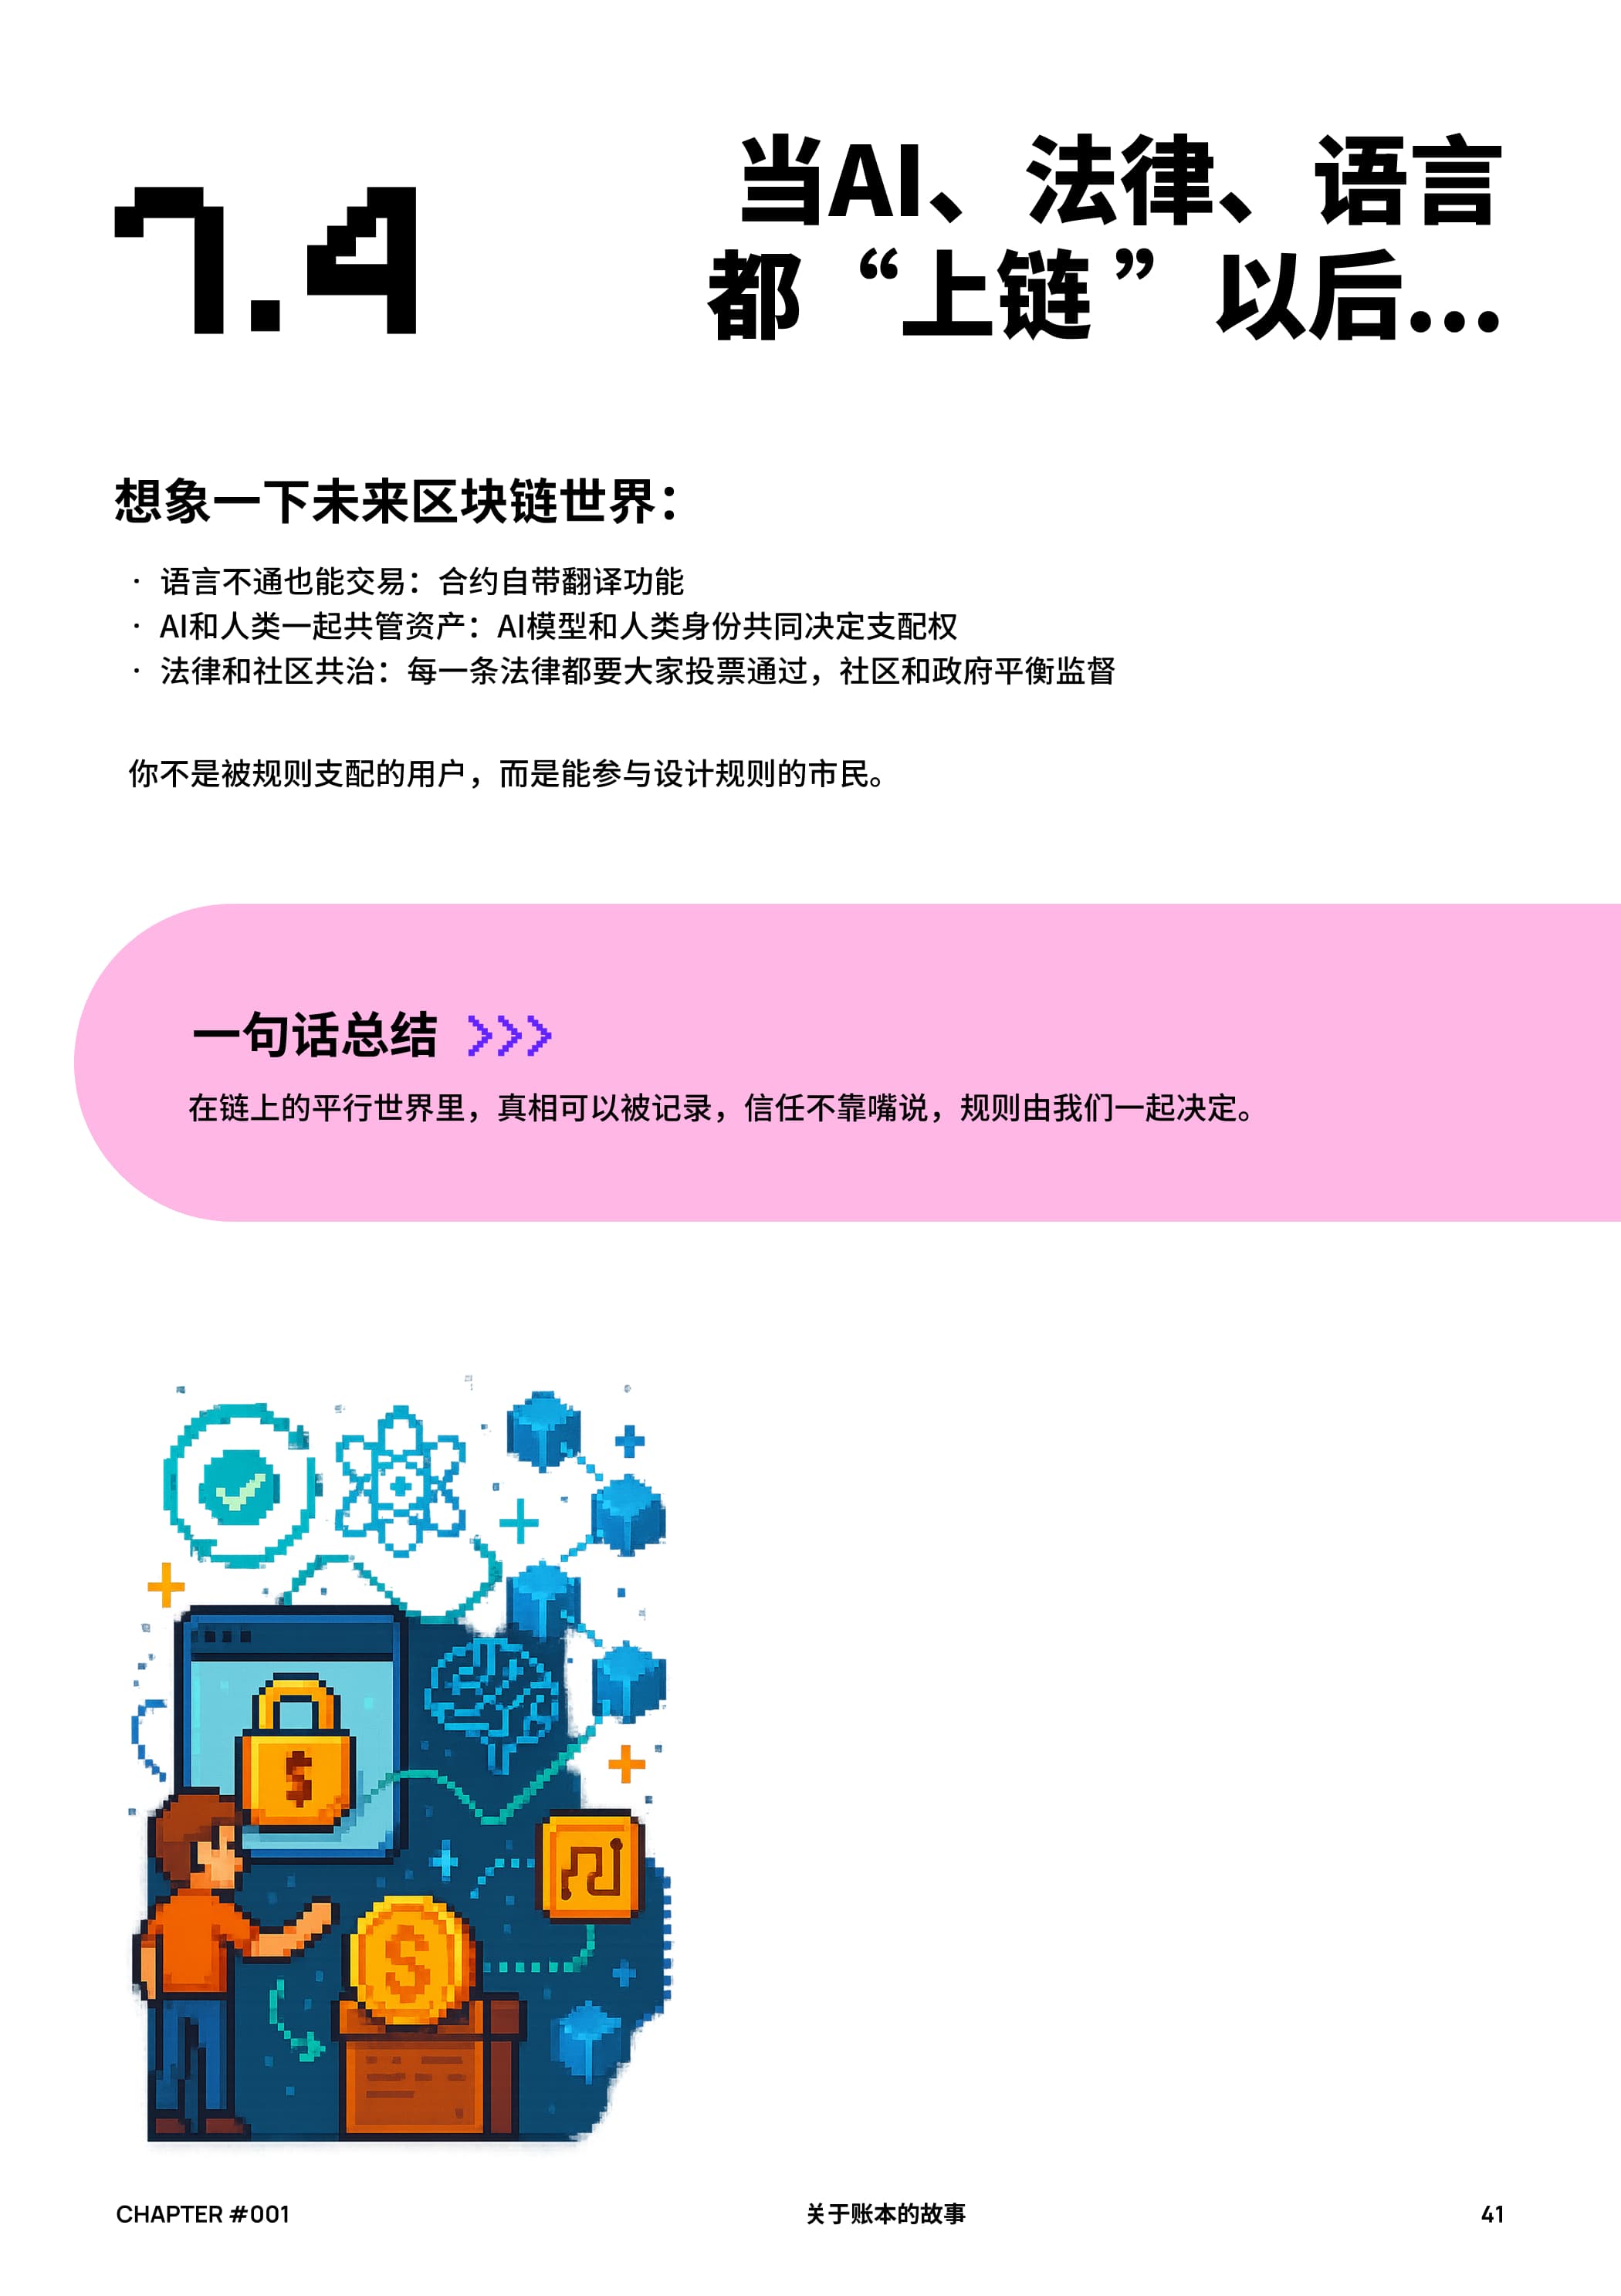 7.4
当AI、法律、语言
都“上链”以后...
想象一下未来区块链世界：
· 语言不通也能交易：合约自带翻译功能
· AI和人类一起共管资产：AI模型和人类身份共同决定支配权
· 法律和社区共治：每一条法律都要大家投票通过，社区和政府平衡监督
你不是被规则支配的用户，而是能参与设计规则的市民。
一句话总结 >>>
在链上的平行世界里，真相可以被记录，信任不靠嘴说，规则由我们一起决定。
$
$
CHAPTER #001
关于账本的故事
41